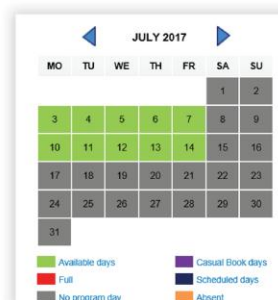 JULY 2017
MO TU WE TH FR SA SU
1 2
3 4 5 6 7 8 9
10 11 12 13 14 15 16
17 18 19 20 21 22 23
24 25 26 27 28 29 30
31
Available days Casual Book days
Full Scheduled days
No program day Absent